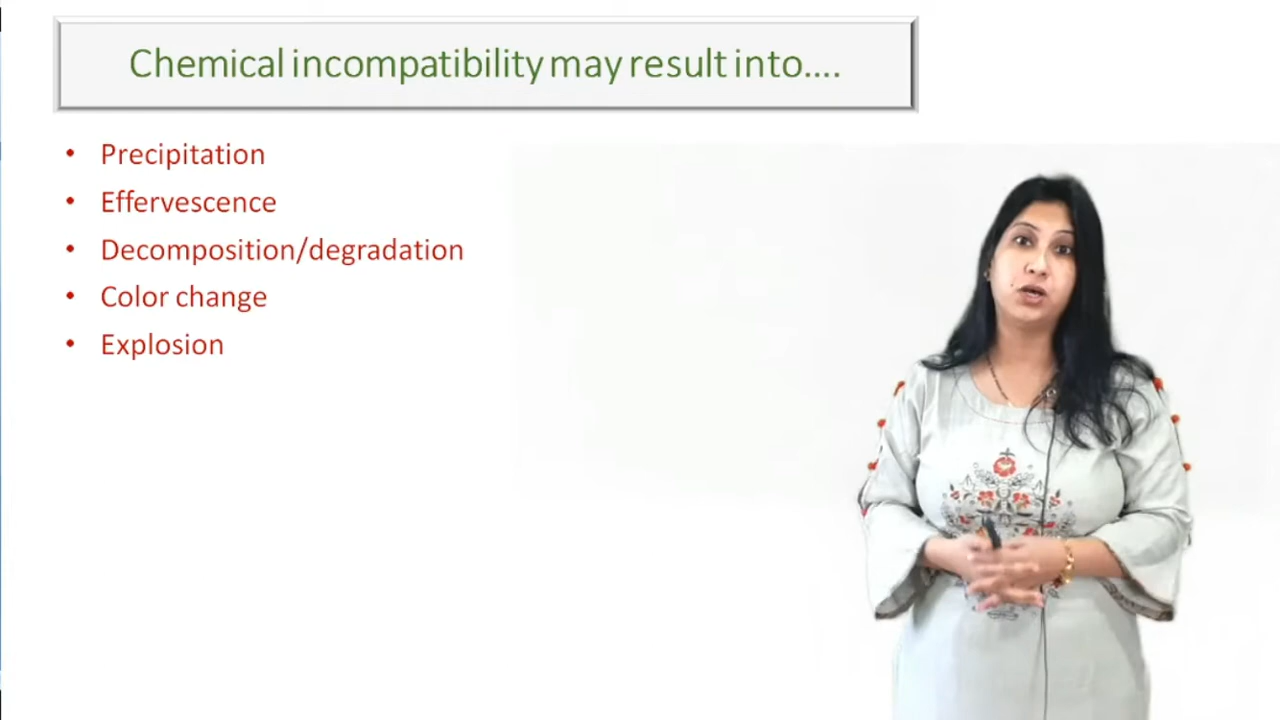 Chemical incompatibility may result into....
• Precipitation
• Effervescence
• Decomposition/degradation
• Color change
• Explosion